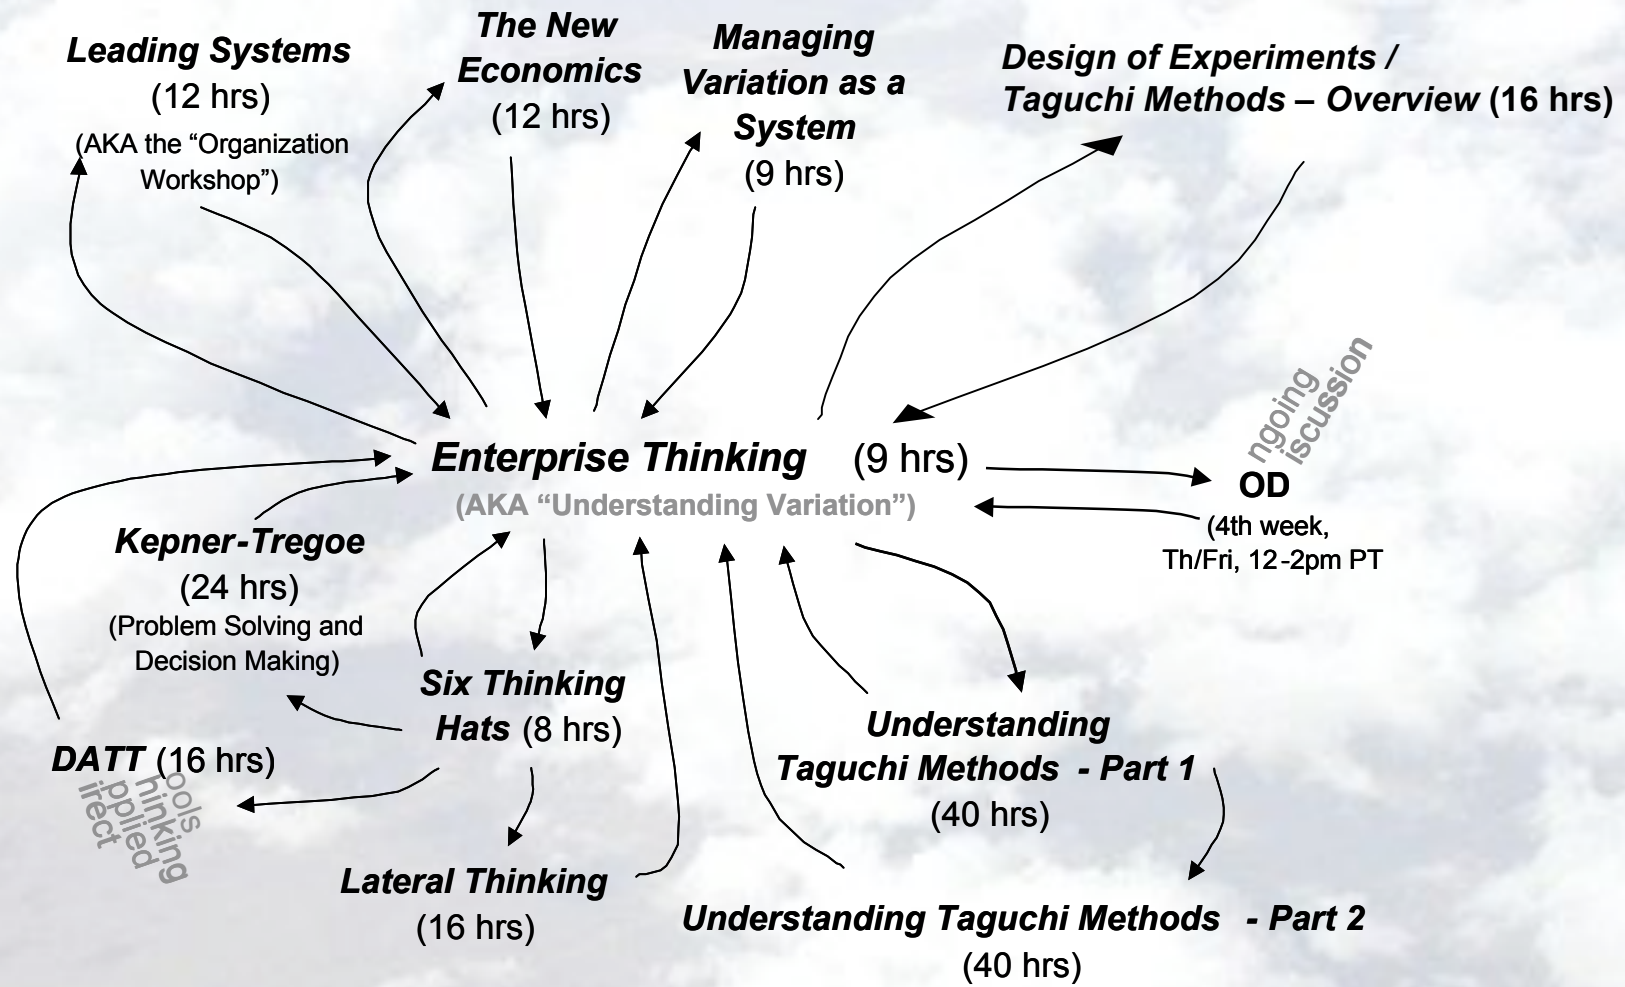 Leading Systems
(12 hrs)
(AKA the “Organization
Workshop”)
The New
Economics
(12 hrs)
Managing
Variation as a
System
(9 hrs)
Design of Experiments /
Taguchi Methods – Overview (16 hrs)
Enterprise Thinking (9 hrs)
(AKA “Understanding Variation”)
ngoing
iscussion
OD
(4th week,
Th/Fri, 12-2pm PT
Kepner-Tregoe
(24 hrs)
(Problem Solving and
Decision Making)
DATT (16 hrs)
irect
pplied
hinking
ools
Six Thinking
Hats (8 hrs)
Lateral Thinking
(16 hrs)
Understanding
Taguchi Methods - Part 1
(40 hrs)
Understanding Taguchi Methods - Part 2
(40 hrs)